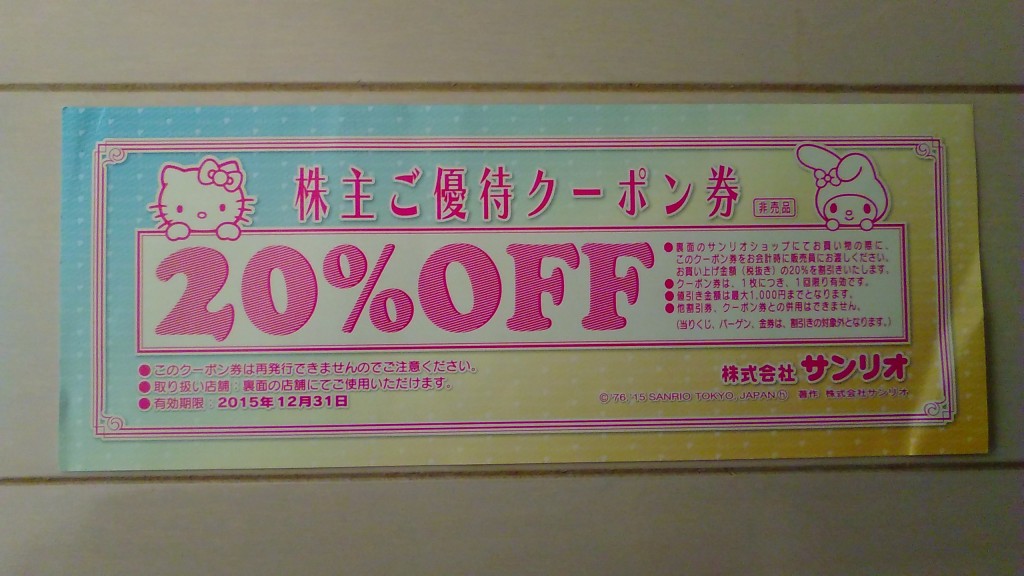 株主ご優待クーポン券
非売品
20%OFF
●裏面のサンリオショップにてお買い物の際に、
このクーポン券をお会計時に販売員にお渡しください。
お買い上げ金額（税抜き）の20％を割引きいたします。
●クーポン券は、1枚につき、1回限り有効です。
●値引き金額は最大1,000円までとなります。
●他割引券、クーポン券との併用はできません。
（当りくじ、バーゲン、金券は、割引きの対象外となります。）
●このクーポン券は再発行できませんのでご注意ください。
●取り扱い店舗：裏面の店舗にてご使用いただけます。
●有効期限：2015年12月31日
株式会社 サンリオ
©'76,'15 SANRIO, TOKYO, JAPAN ⓗ 著作 株式会社サンリオ